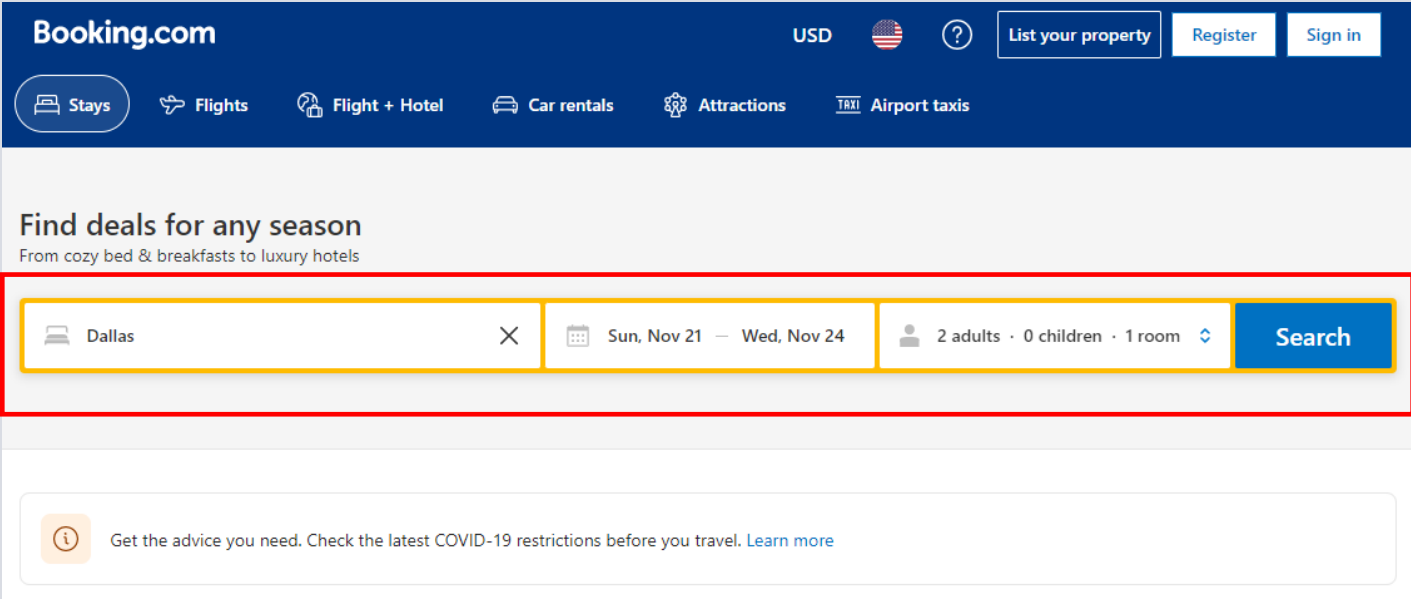 Booking.com USD List your property Register Sign in
Stays Flights Flight + Hotel Car rentals Attractions TAXI Airport taxis
Find deals for any season
From cozy bed & breakfasts to luxury hotels
Dallas Sun, Nov 21 — Wed, Nov 24 2 adults · 0 children · 1 room Search
Get the advice you need. Check the latest COVID-19 restrictions before you travel. Learn more